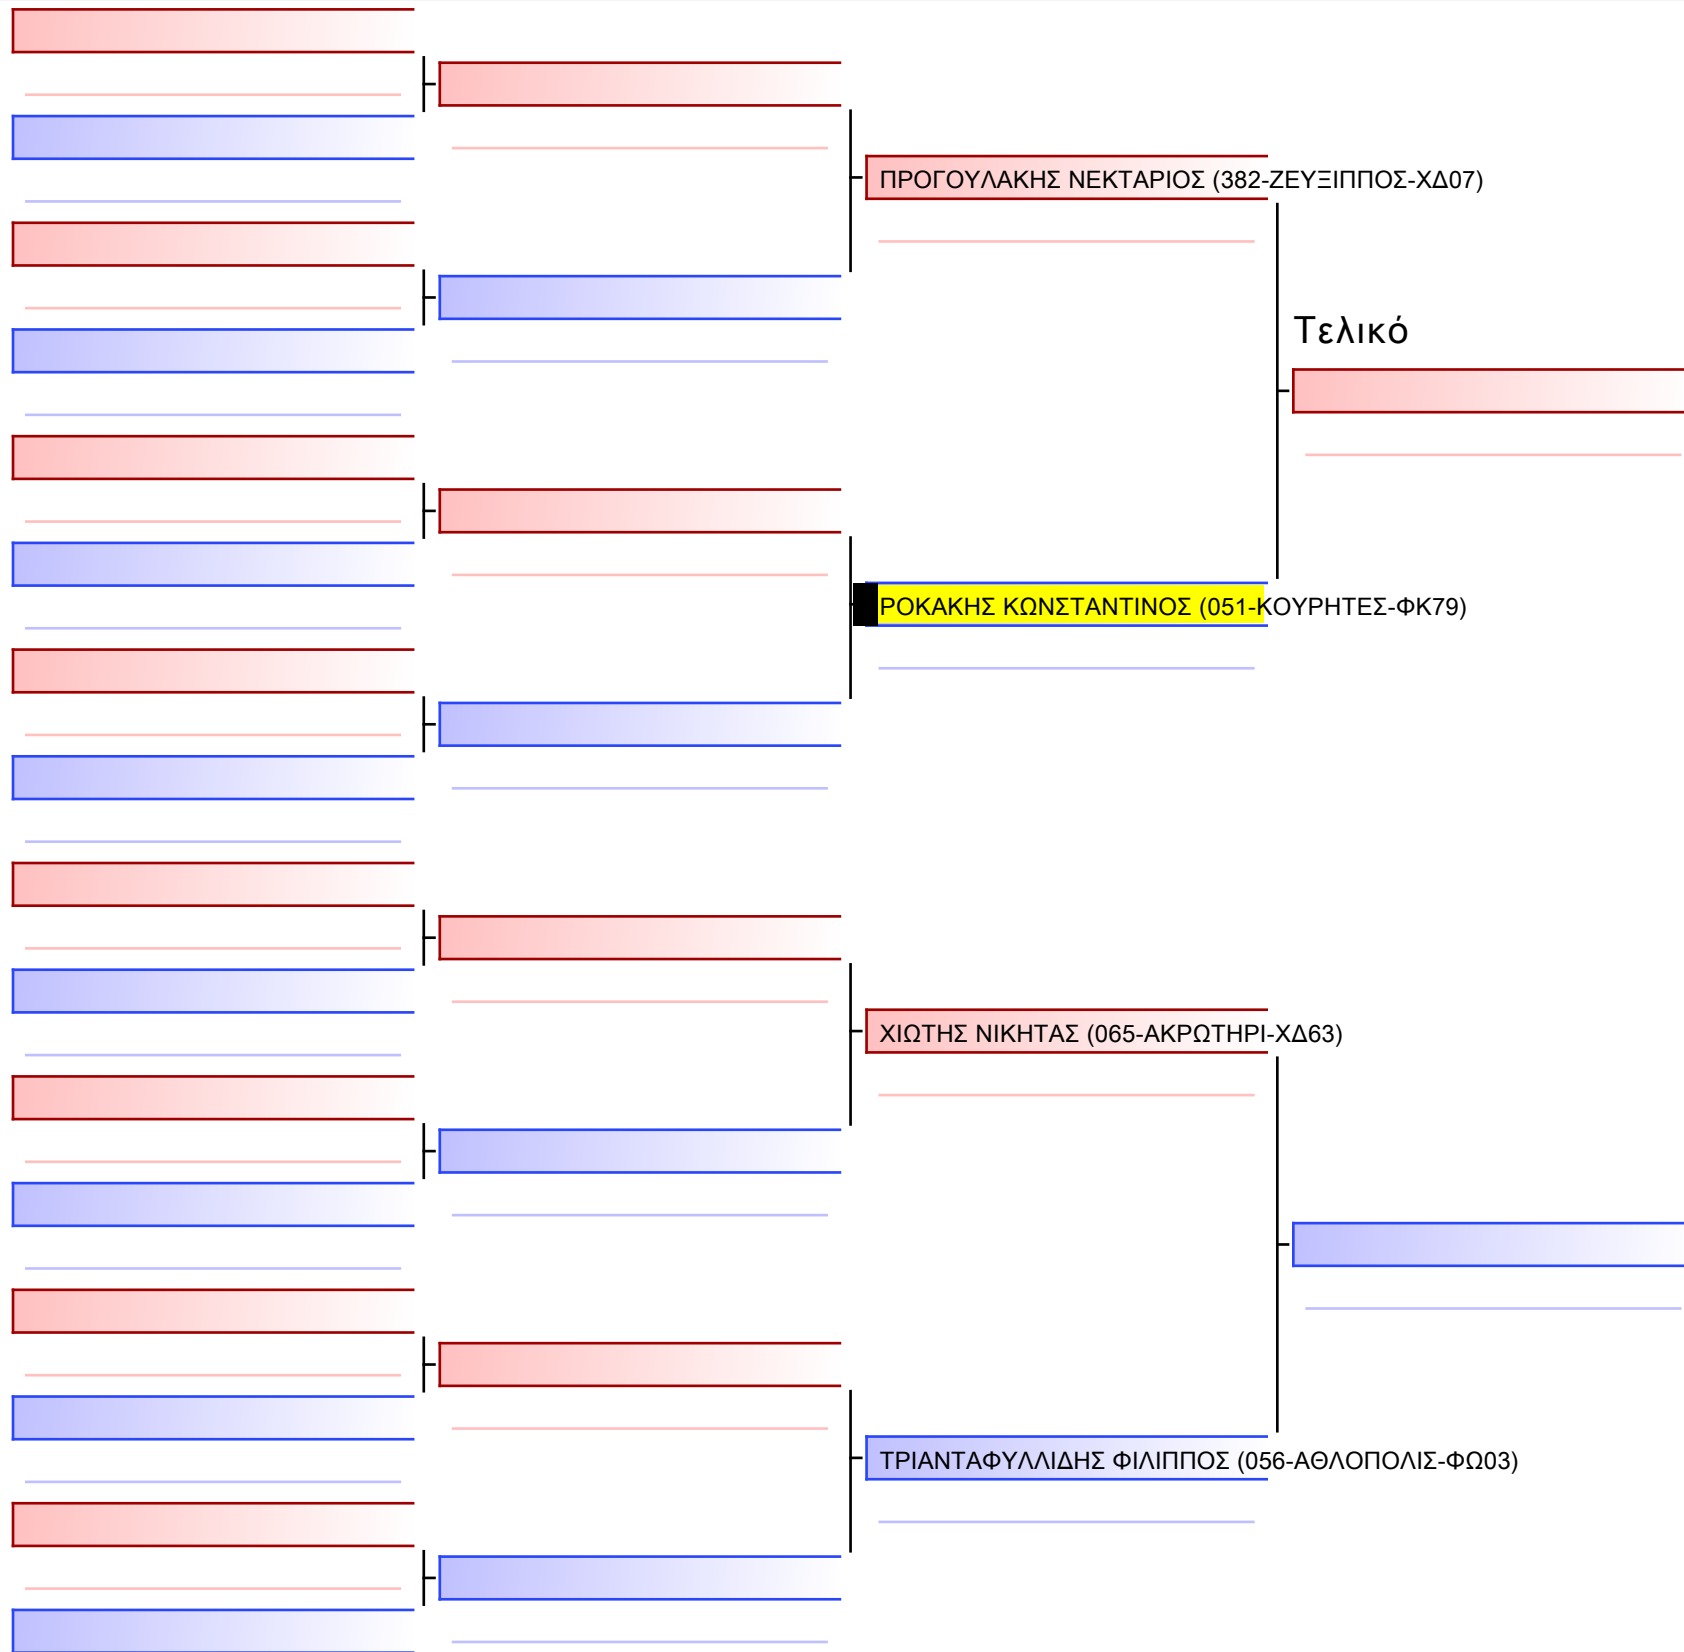 ΠΡΟΓΟΥΛΑΚΗΣ ΝΕΚΤΑΡΙΟΣ (382-ΖΕΥΞΙΠΠΟΣ-ΧΔ07)
Τελικό
ΡΟΚΑΚΗΣ ΚΩΝΣΤΑΝΤΙΝΟΣ (051-ΚΟΥΡΗΤΕΣ-ΦΚ79)
ΧΙΩΤΗΣ ΝΙΚΗΤΑΣ (065-ΑΚΡΩΤΗΡΙ-ΧΔ63)
ΤΡΙΑΝΤΑΦΥΛΛΙΔΗΣ ΦΙΛΙΠΠΟΣ (056-ΑΘΛΟΠΟΛΙΣ-ΦΩ03)